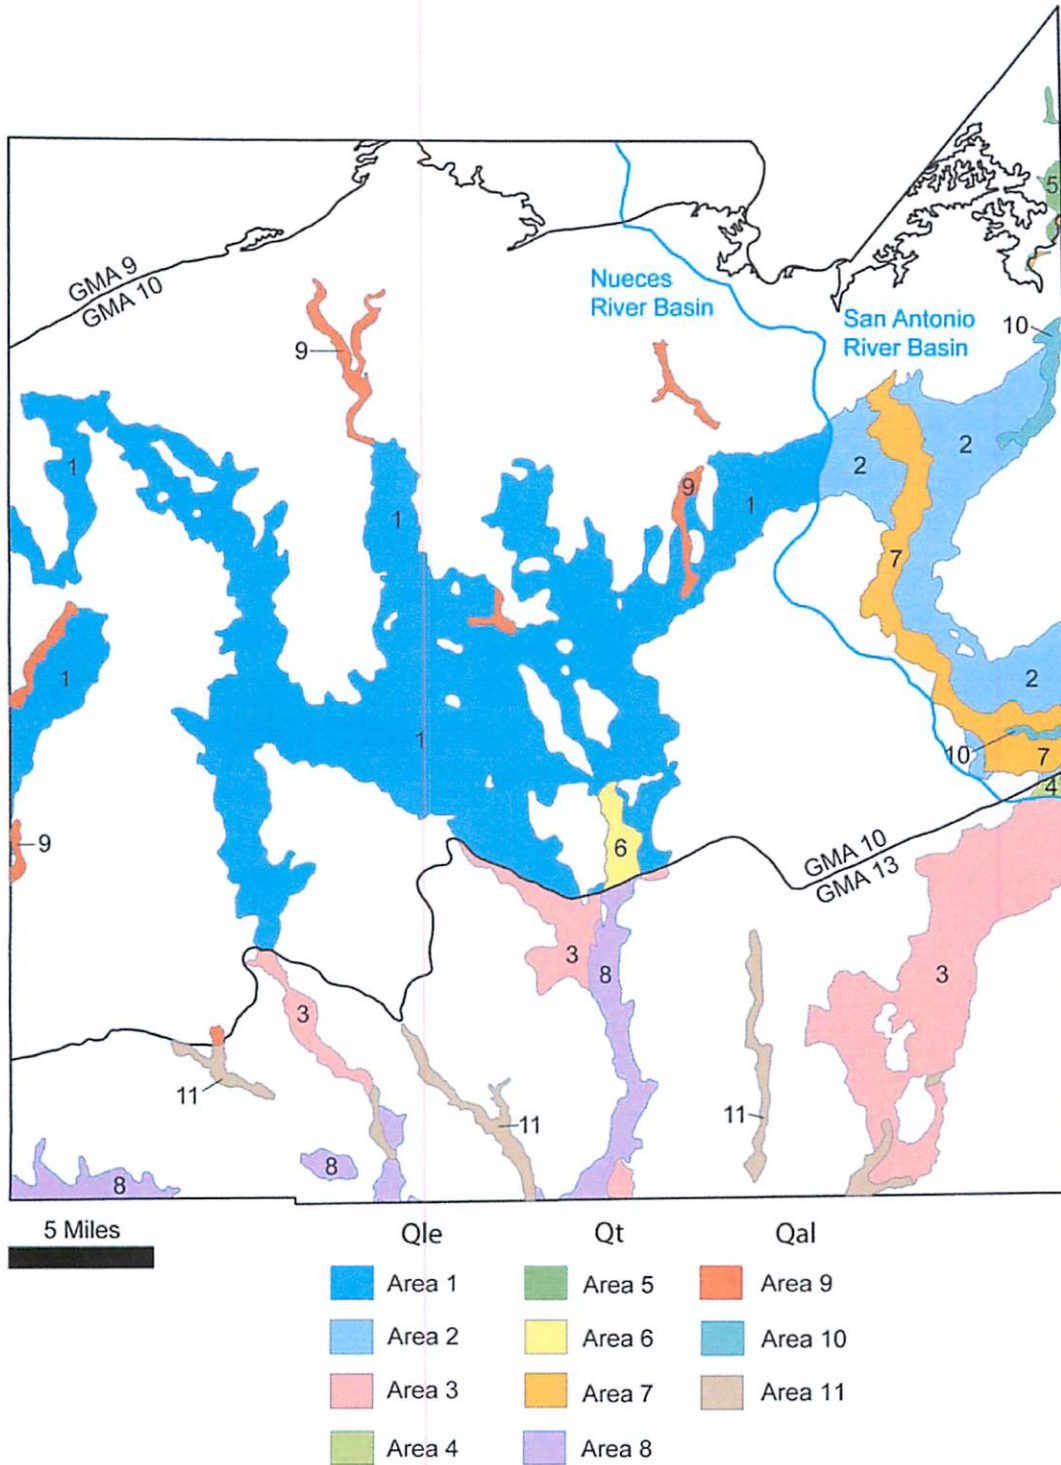 5
GMA 9
GMA 10
Nueces
River Basin
San Antonio
River Basin
10
9
1
2
2
9
1
1
7
1
2
1
10
7
4
9
6
GMA 10
GMA 13
3
8
3
3
11
11
11
8
8
5 Miles
Qle
Qt
Qal
Area 1
Area 5
Area 9
Area 2
Area 6
Area 10
Area 3
Area 7
Area 11
Area 4
Area 8